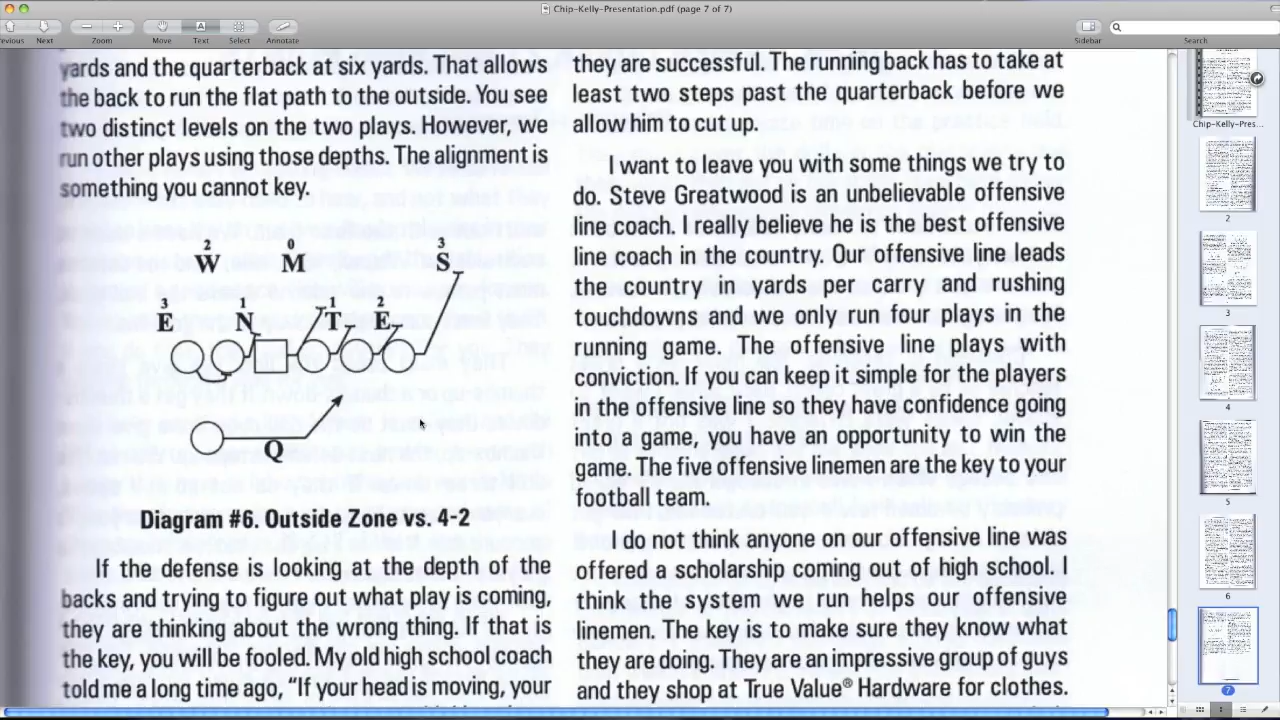 Chip-Kelly-Presentation.pdf (page 7 of 7)
Previous
Next
Zoom
Move
Text
Select
Annotate
Sidebar
Search
yards and the quarterback at six yards. That allows
the back to run the flat path to the outside. You see
two distinct levels on the two plays. However, we
run other plays using those depths. The alignment is
something you cannot key.
2 0 3
W M S
3 1 1 2
E N T E
Q
Diagram #6. Outside Zone vs. 4-2
If the defense is looking at the depth of the
backs and trying to figure out what play is coming,
they are thinking about the wrong thing. If that is
the key, you will be fooled. My old high school coach
told me a long time ago, “If your head is moving, your
they are successful. The running back has to take at
least two steps past the quarterback before we
allow him to cut up.
I want to leave you with some things we try to
do. Steve Greatwood is an unbelievable offensive
line coach. I really believe he is the best offensive
line coach in the country. Our offensive line leads
the country in yards per carry and rushing
touchdowns and we only run four plays in the
running game. The offensive line plays with
conviction. If you can keep it simple for the players
in the offensive line so they have confidence going
into a game, you have an opportunity to win the
game. The five offensive linemen are the key to your
football team.
I do not think anyone on our offensive line was
offered a scholarship coming out of high school. I
think the system we run helps our offensive
linemen. The key is to make sure they know what
they are doing. They are an impressive group of guys
and they shop at True Value® Hardware for clothes.
Chip-Kelly-Pres...
2
3
4
5
6
7